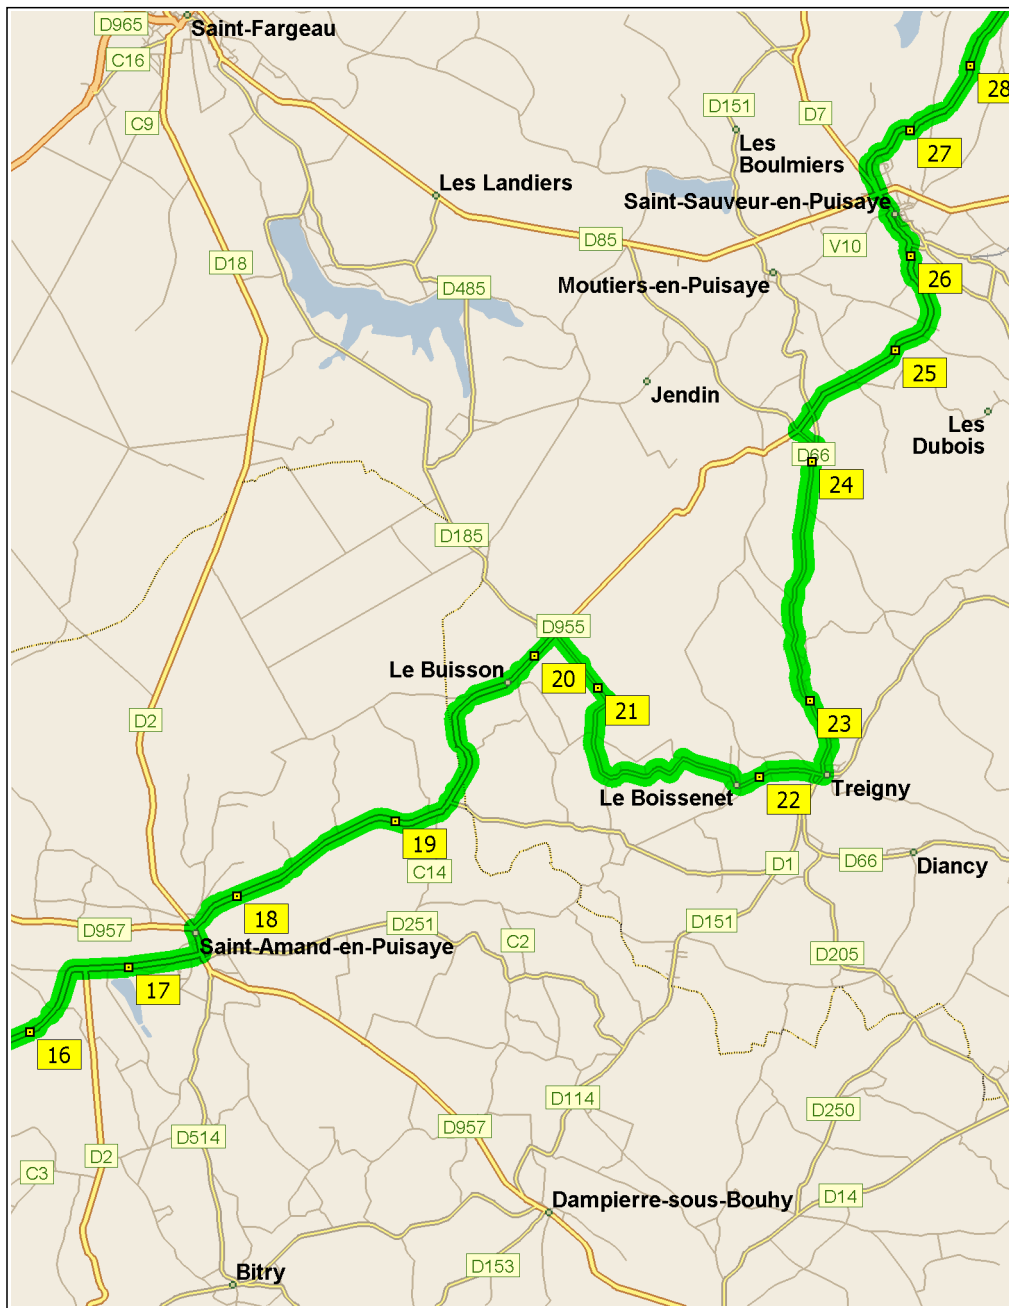 D965
Saint-Fargeau
C16
28
D151
D7
C9
27
Les
Boulmiers
Les Landiers
Saint-Sauveur-en-Puisaye
D85
V10
D18
26
Moutiers-en-Puisaye
D485
25
Jendin
Les
Dubois
D66
24
D185
D955
Le Buisson
20
21
D2
23
Le Boissenet
22
Treigny
19
D1
D66
Diancy
C14
18
D251
D151
D957
C2
Saint-Amand-en-Puisaye
D205
17
16
D114
D250
D957
D514
D2
C3
Dampierre-sous-Bouhy
D14
D153
Bitry